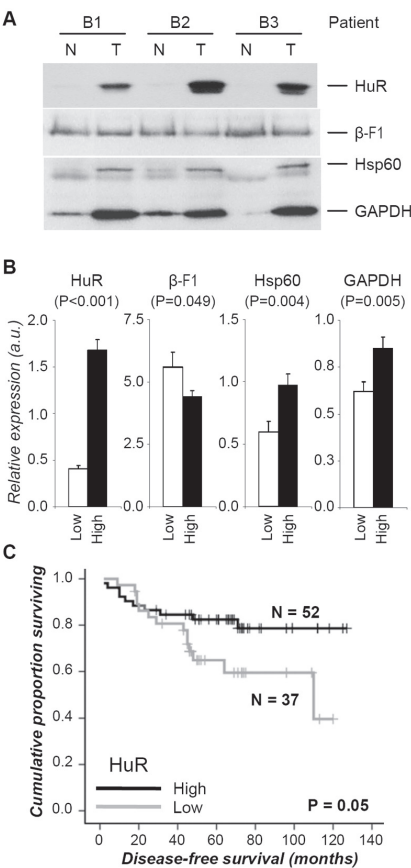 A
B1 B2 B3 Patient
N T N T N T
HuR
β-F1
Hsp60
GAPDH
B
HuR β-F1 Hsp60 GAPDH
(P<0.001) (P=0.049) (P=0.004) (P=0.005)
Relative expression (a.u.)
2.0 7.5 1.5 1.0
1.5 5.0 1.0 0.8
1.0 0.5
0.5 2.5 0.5 0.3
0.0 0.0 0.0 0.0
Low High Low High Low High Low High
C
Cumulative proportion surviving
1.0
0.8
0.6
0.4
0.2
0.0
N = 52
N = 37
HuR
High
Low
P = 0.05
0 20 40 60 80 100 120 140
Disease-free survival (months)